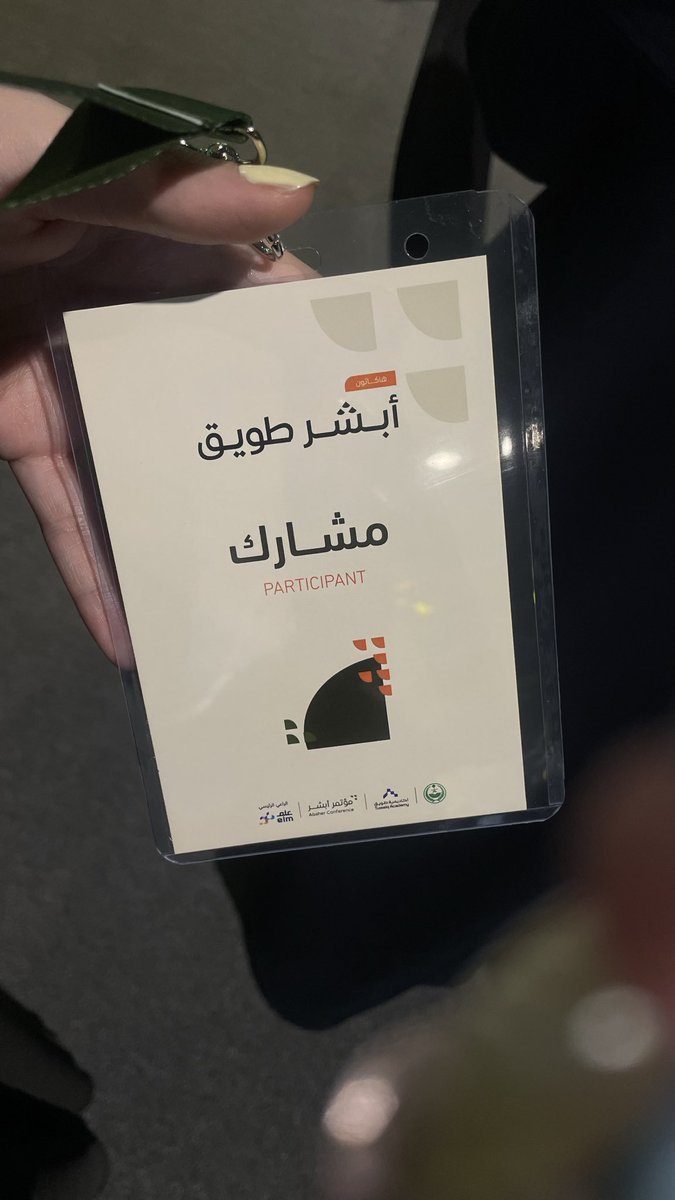 هاكاثون
أبشر طويق
مشارك
PARTICIPANT
الراعي الرئيسي
علم
elm
مؤتمر أبشر
Absher Conference
أكاديمية طويق
Tuwaiq Academy